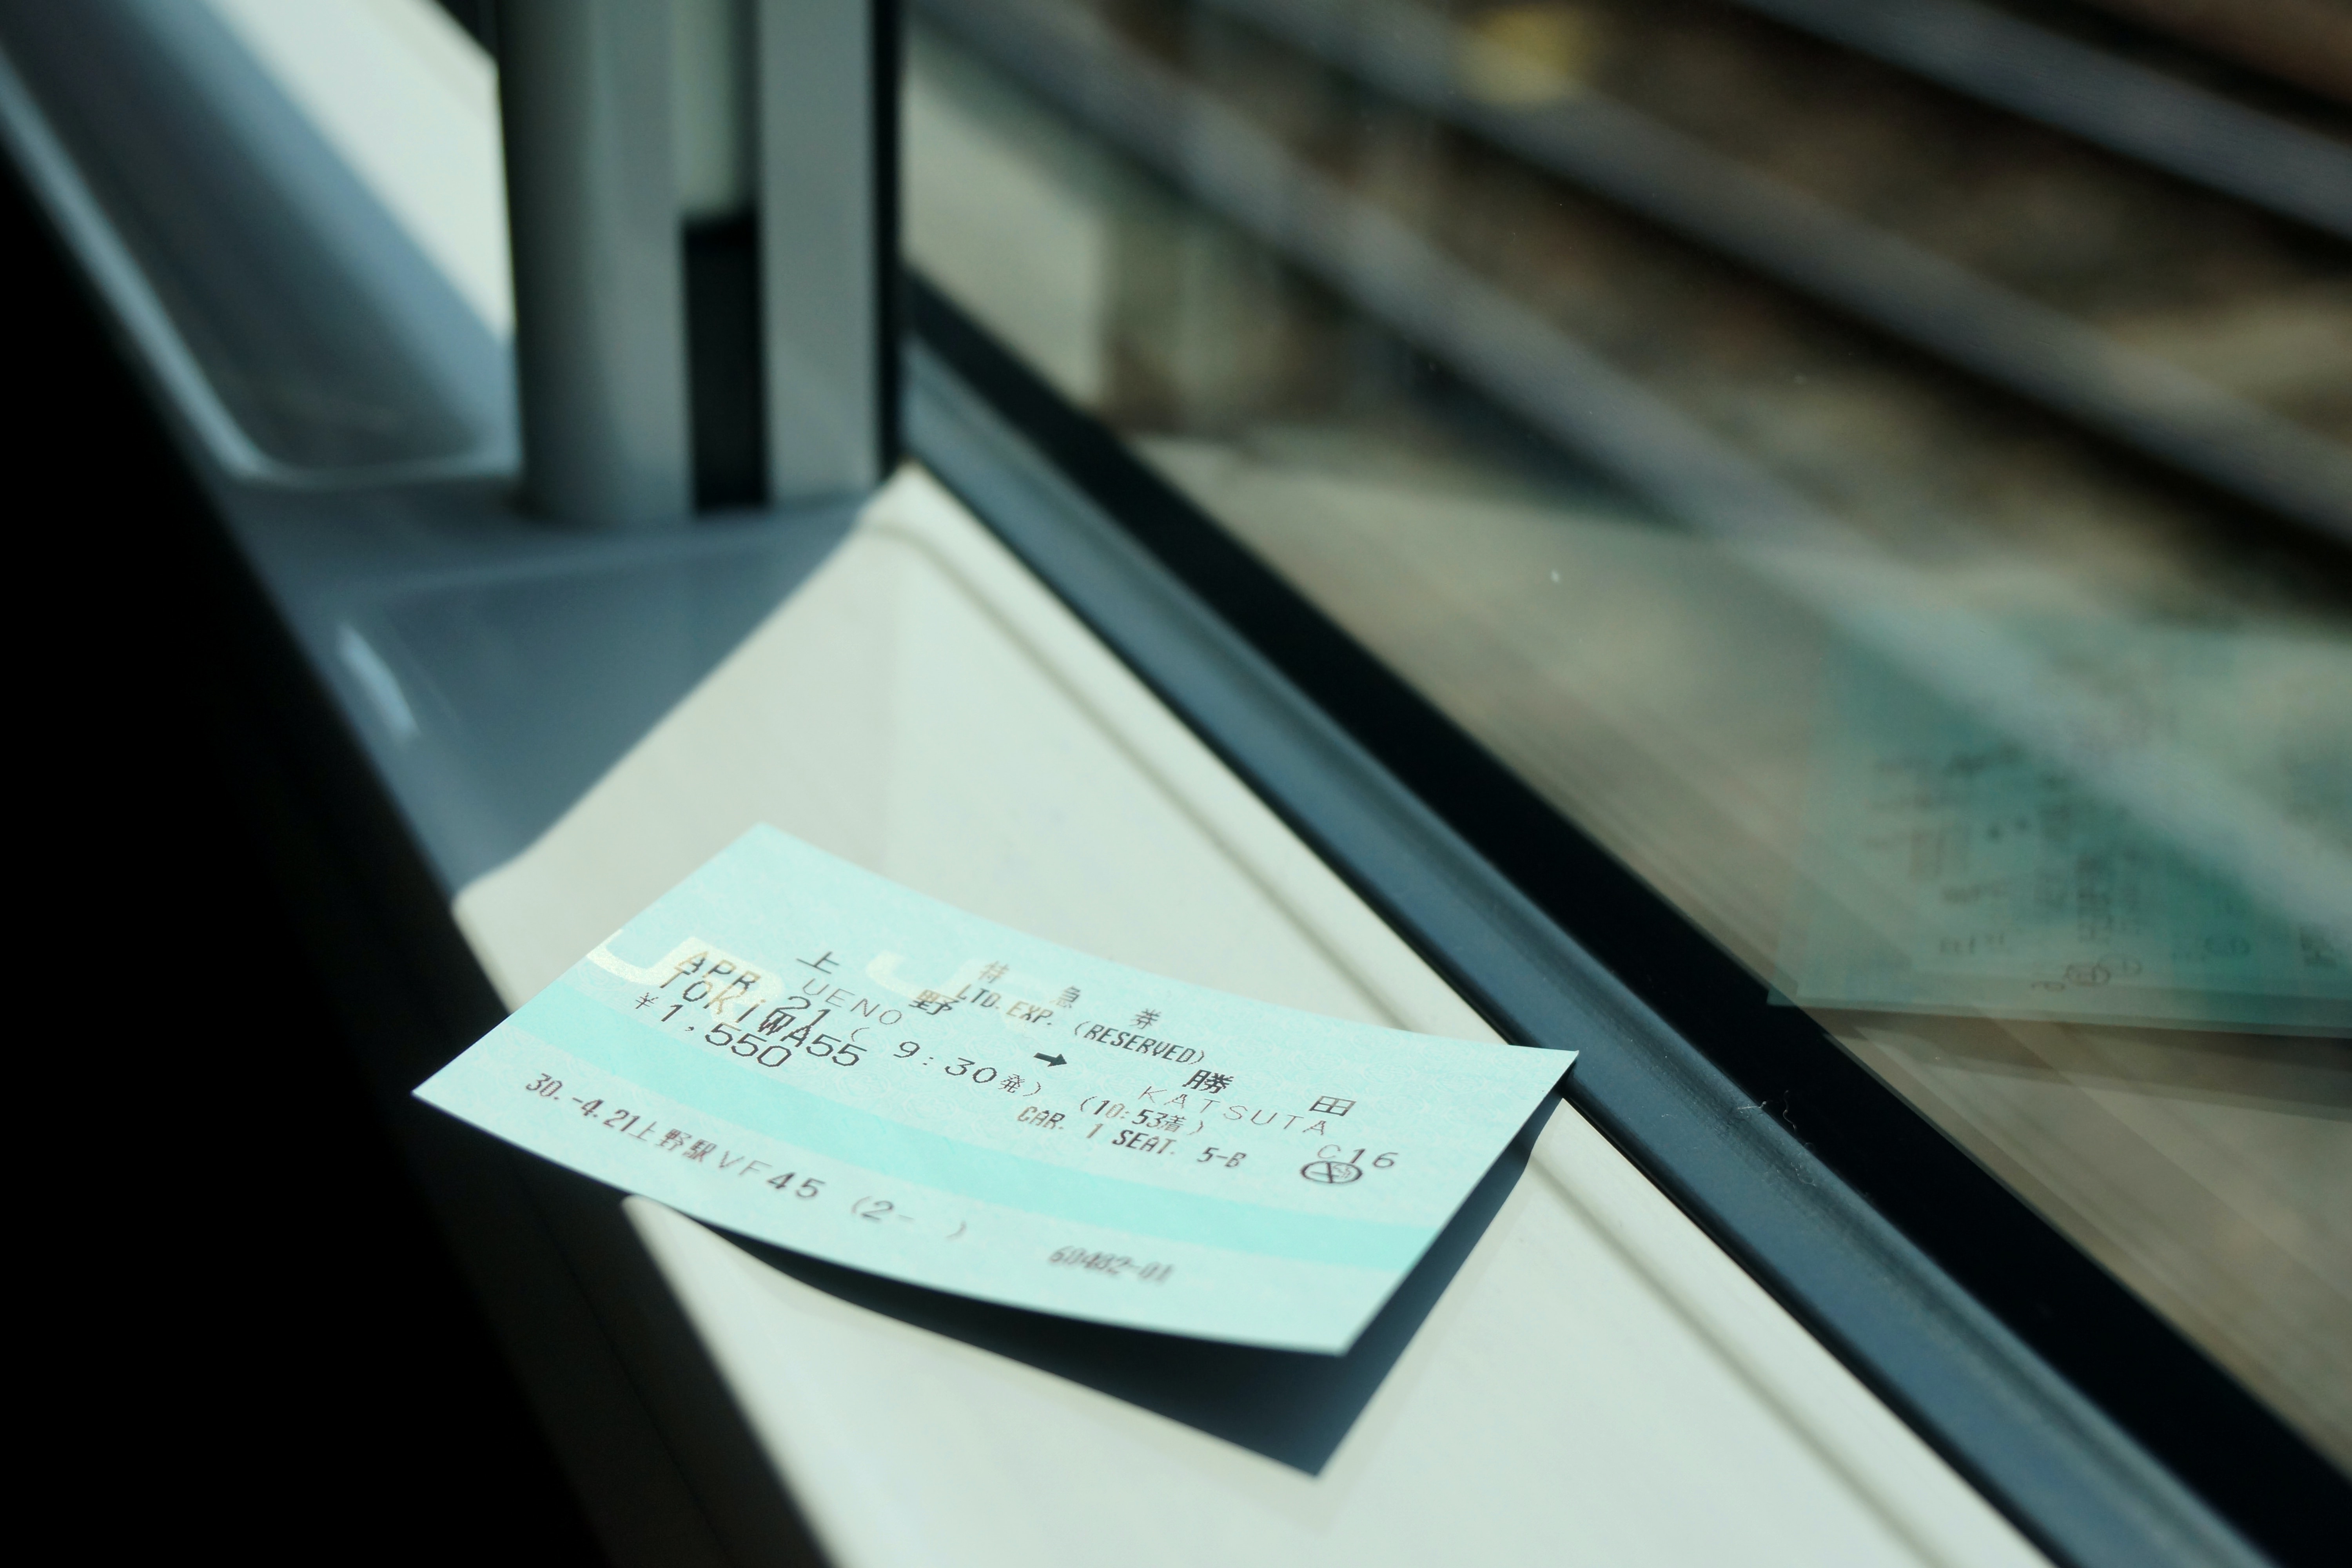 特急券
LTD. EXP. (RESERVED)
上野 → 勝田
UENO KATSUTA
APR. 21 ( 9:30発) (10:53着) C16
TOKIWA55 CAR. 1 SEAT. 5-B
¥1,550
30.-4.21上野駅VF45 (2- )
60482-01
JR